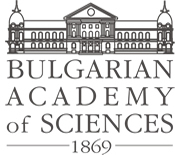 BULGARIAN
ACADEMY
of SCIENCES
1869